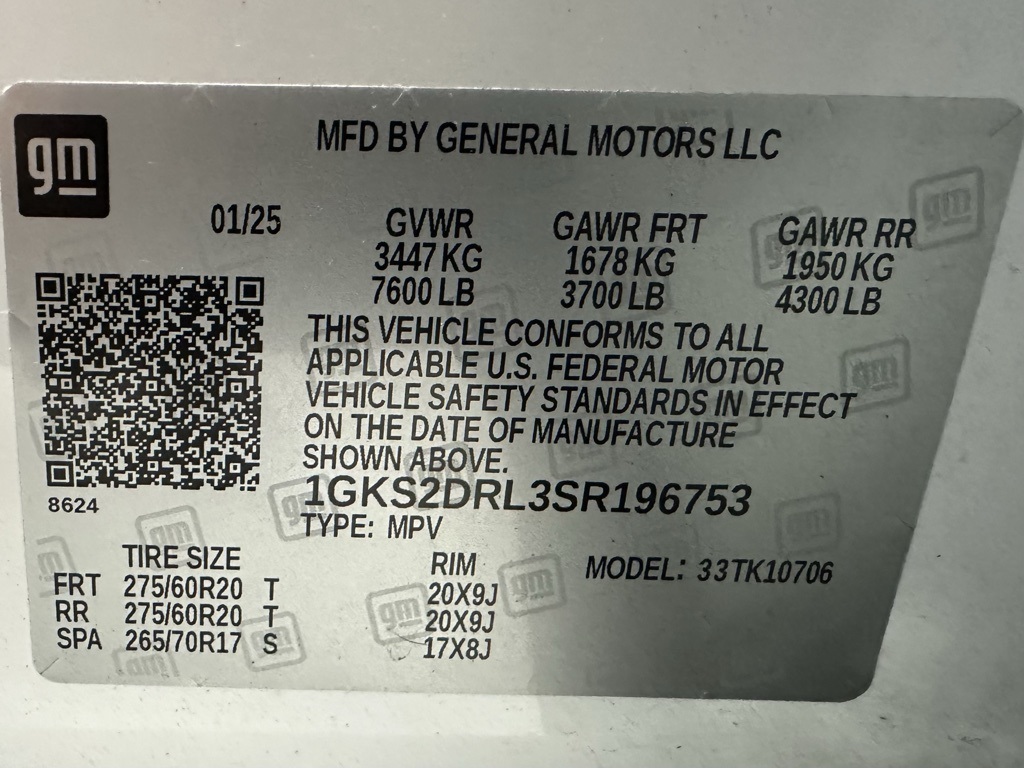 gm
MFD BY GENERAL MOTORS LLC
01/25 GVWR GAWR FRT GAWR RR
3447 KG 1678 KG 1950 KG
7600 LB 3700 LB 4300 LB
THIS VEHICLE CONFORMS TO ALL
APPLICABLE U.S. FEDERAL MOTOR
VEHICLE SAFETY STANDARDS IN EFFECT
ON THE DATE OF MANUFACTURE
SHOWN ABOVE.
8624
1GKS2DRL3SR196753
TYPE: MPV
TIRE SIZE RIM MODEL: 33TK10706
FRT 275/60R20 T 20X9J
RR 275/60R20 T 20X9J
SPA 265/70R17 S 17X8J